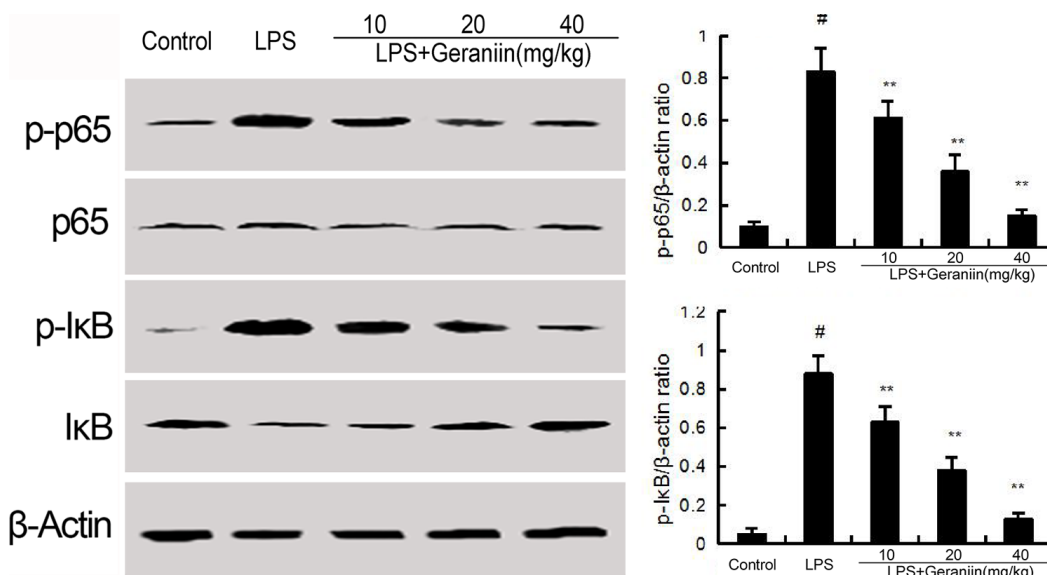 Control LPS 10 20 40
LPS+Geraniin(mg/kg)
p-p65
p65
p-IκB
IκB
β-Actin
p-p65/β-actin ratio
1
0.8
0.6
0.4
0.2
0
#
**
**
**
Control LPS 10 20 40
LPS+Geraniin(mg/kg)
p-IκB/β-actin ratio
1.2
1
0.8
0.6
0.4
0.2
0
#
**
**
**
Control LPS 10 20 40
LPS+Geraniin(mg/kg)